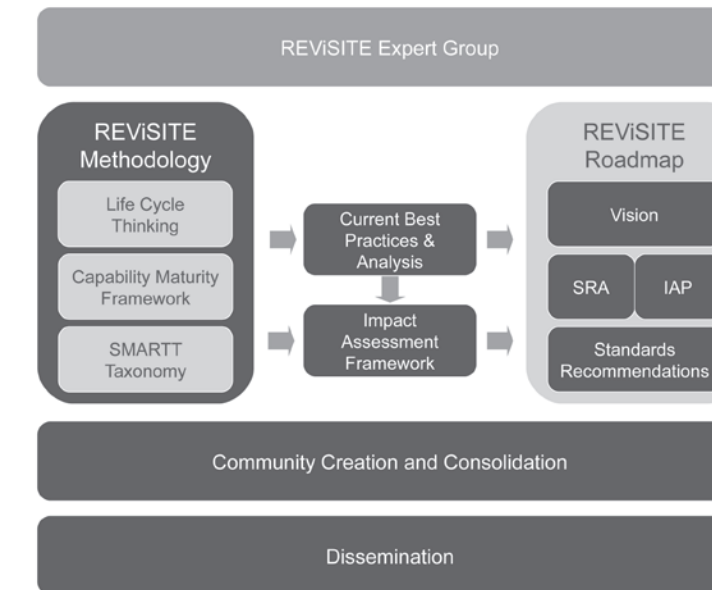 REViSITE Expert Group
REViSITE
Methodology
Life Cycle
Thinking
Capability Maturity
Framework
SMARTT
Taxonomy
Current Best
Practices &
Analysis
Impact
Assessment
Framework
REViSITE
Roadmap
Vision
SRA
IAP
Standards
Recommendations
Community Creation and Consolidation
Dissemination